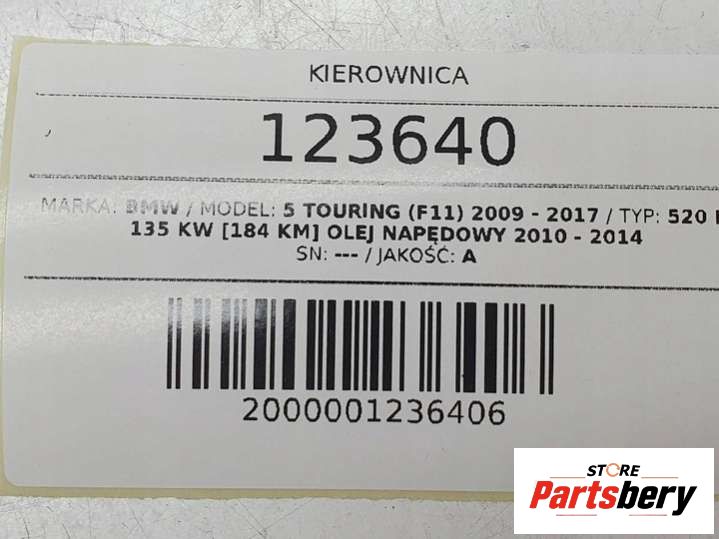 KIEROWNICA
123640
MARKA: BMW / MODEL: 5 TOURING (F11) 2009 - 2017 / TYP: 520
135 KW [184 KM] OLEJ NAPĘDOWY 2010 - 2014
SN: --- / JAKOŚĆ: A
2000001236406
STORE
Partsbery